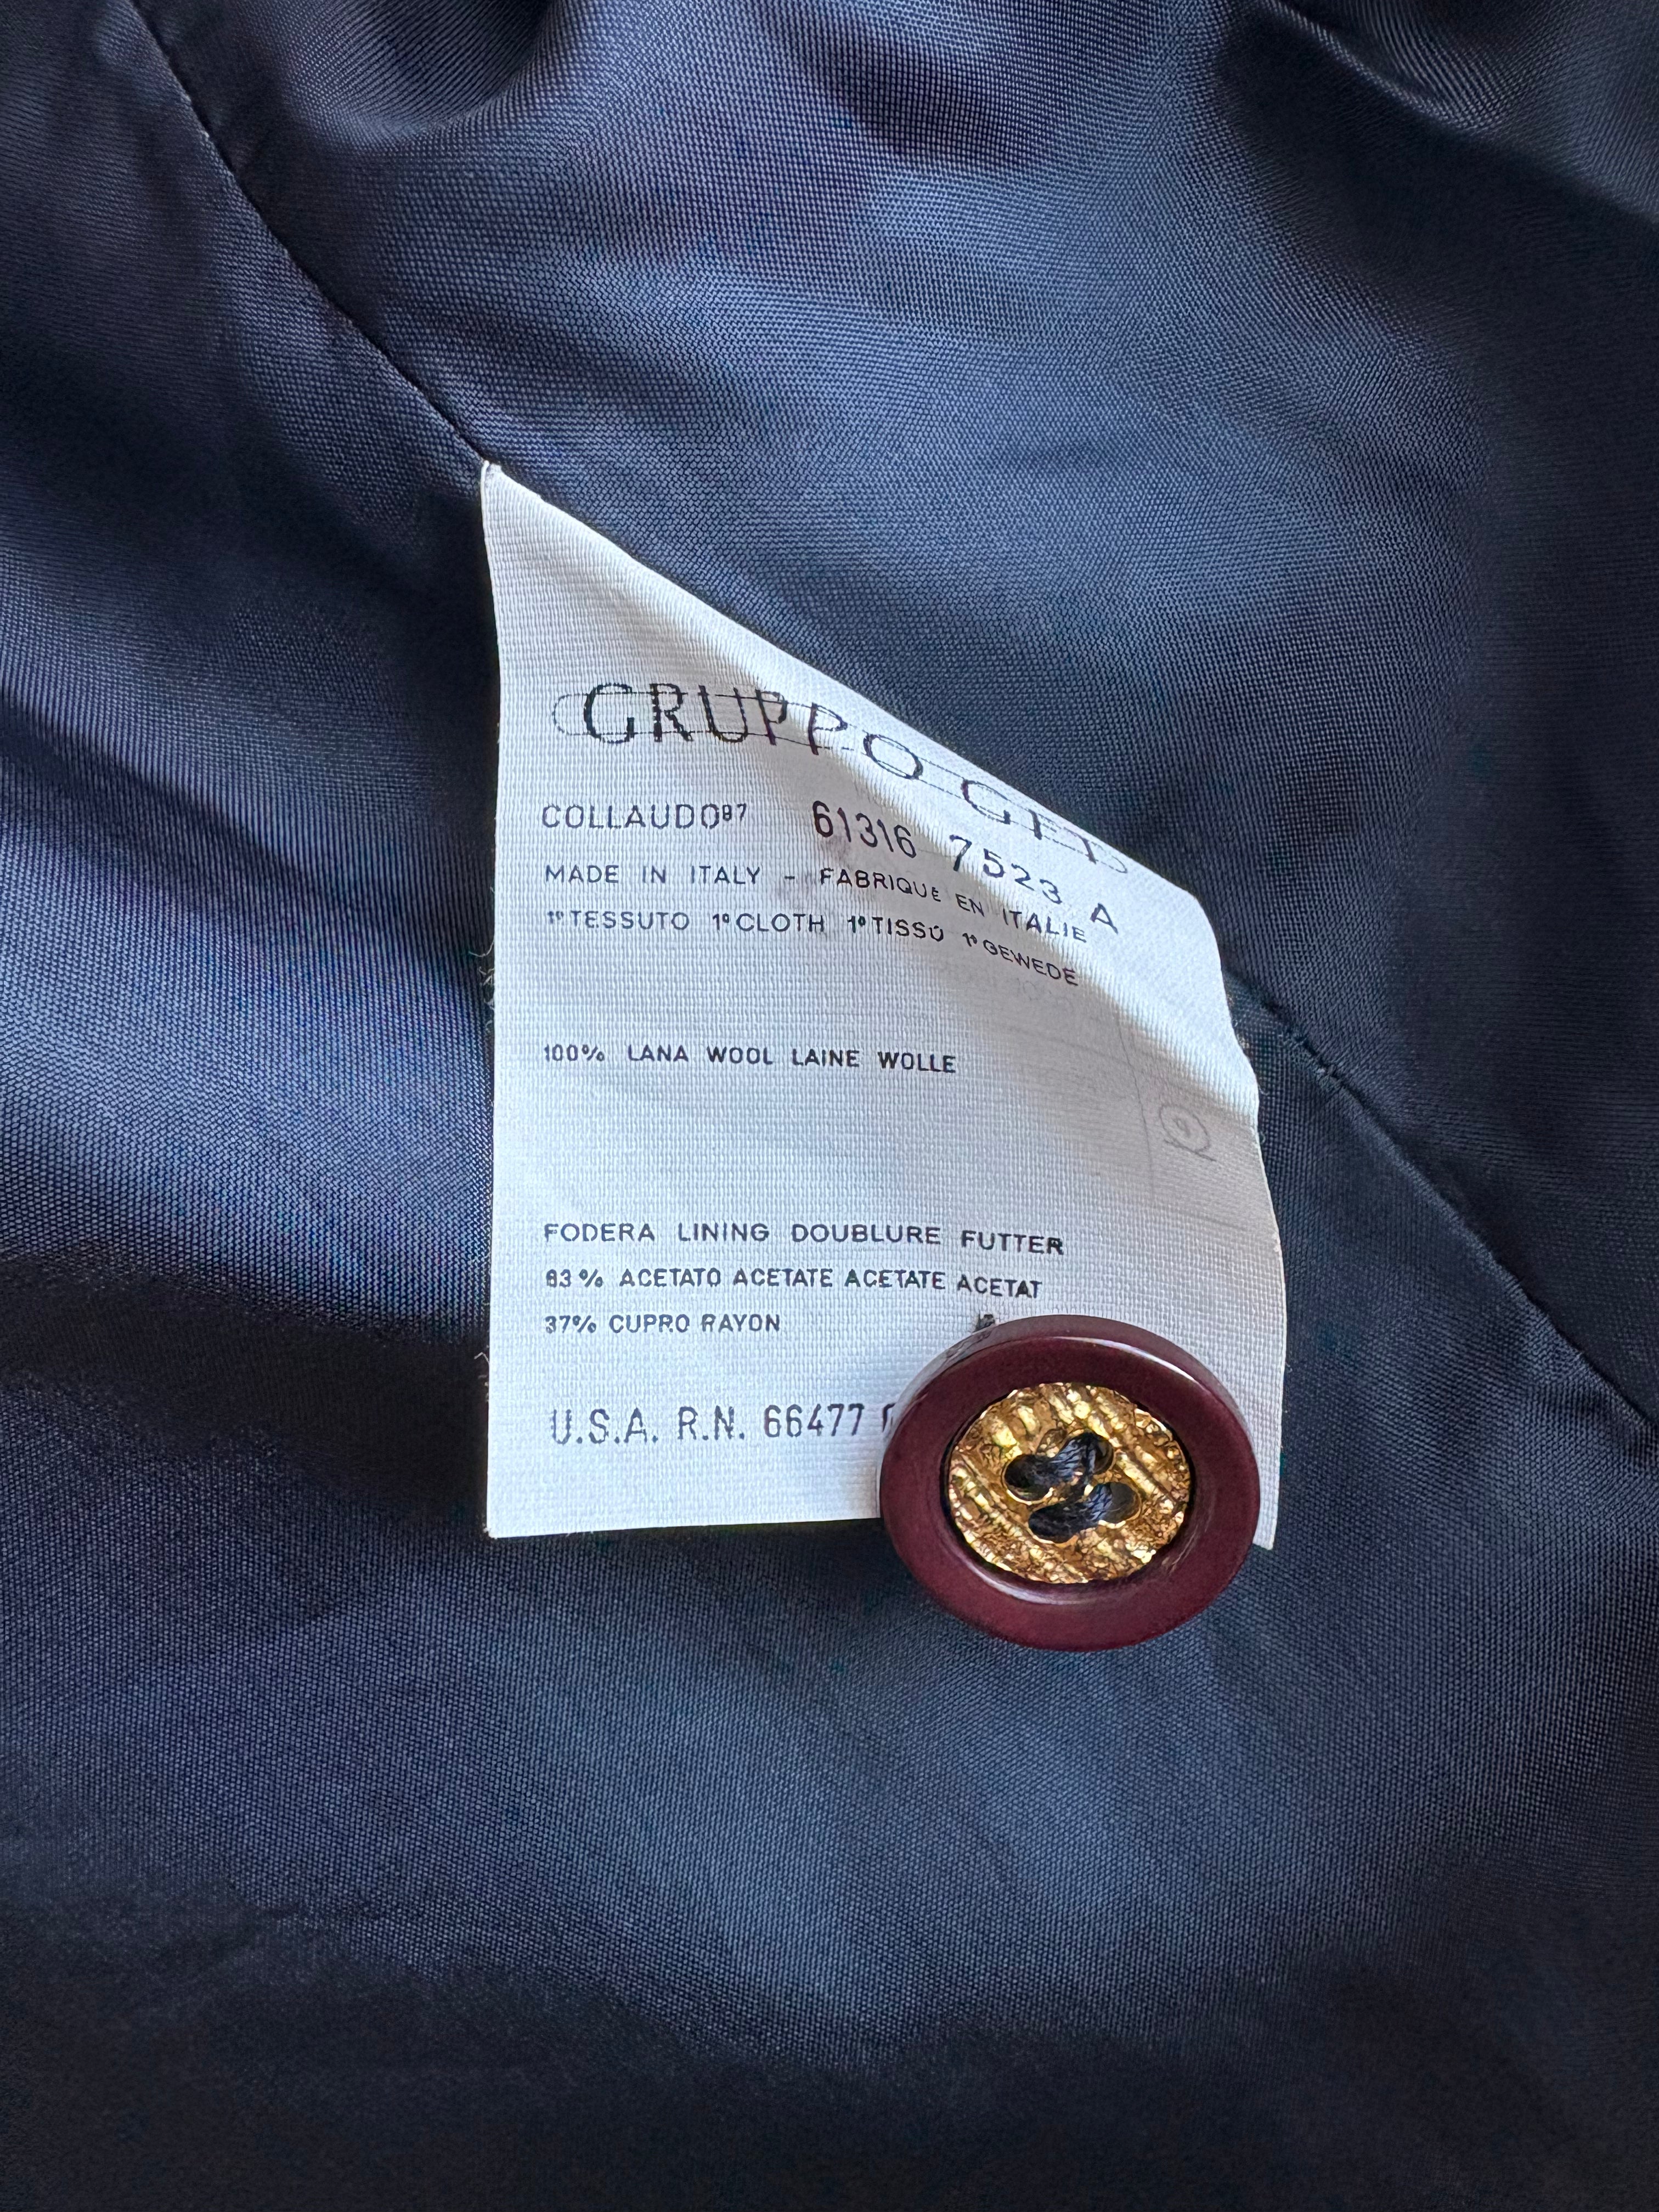 GRUPPO GFT
COLLAUDO87 61316 7523 A
MADE IN ITALY - FABRIQUE EN ITALIE
1° TESSUTO 1° CLOTH 1° TISSU 1° GEWEDE
100% LANA WOOL LAINE WOLLE
FODERA LINING DOUBLURE FUTTER
63% ACETATO ACETATE ACETATE ACETAT
37% CUPRO RAYON
U.S.A. R.N. 66477